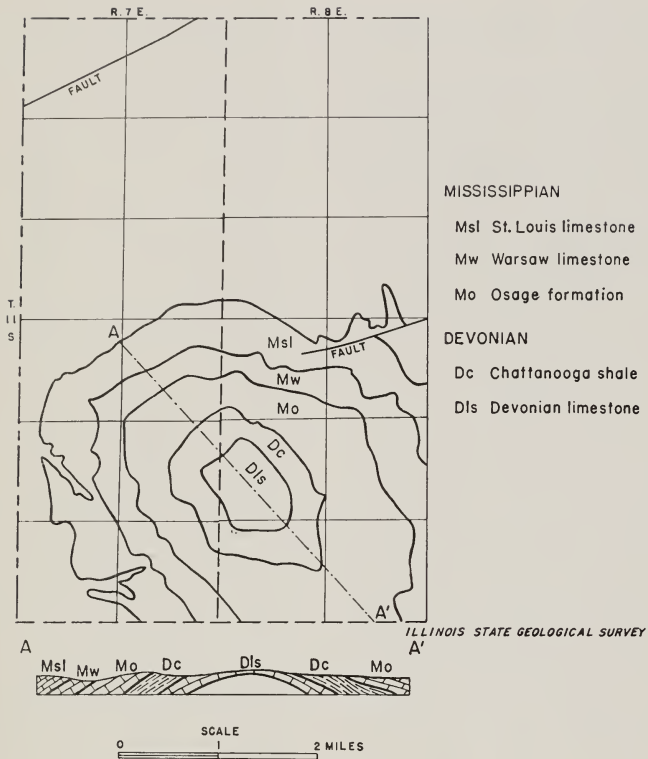 R. 7 E. R. 8 E.
FAULT
MISSISSIPPIAN
Msl St. Louis limestone
Mw Warsaw limestone
Mo Osage formation
DEVONIAN
Dc Chattanooga shale
Dls Devonian limestone
T.
11
S
A
Msl
FAULT
Mw
Mo
Dc
Dls
A'
ILLINOIS STATE GEOLOGICAL SURVEY
A A'
Msl Mw Mo Dc Dls Dc Mo
SCALE
0 1 2 MILES